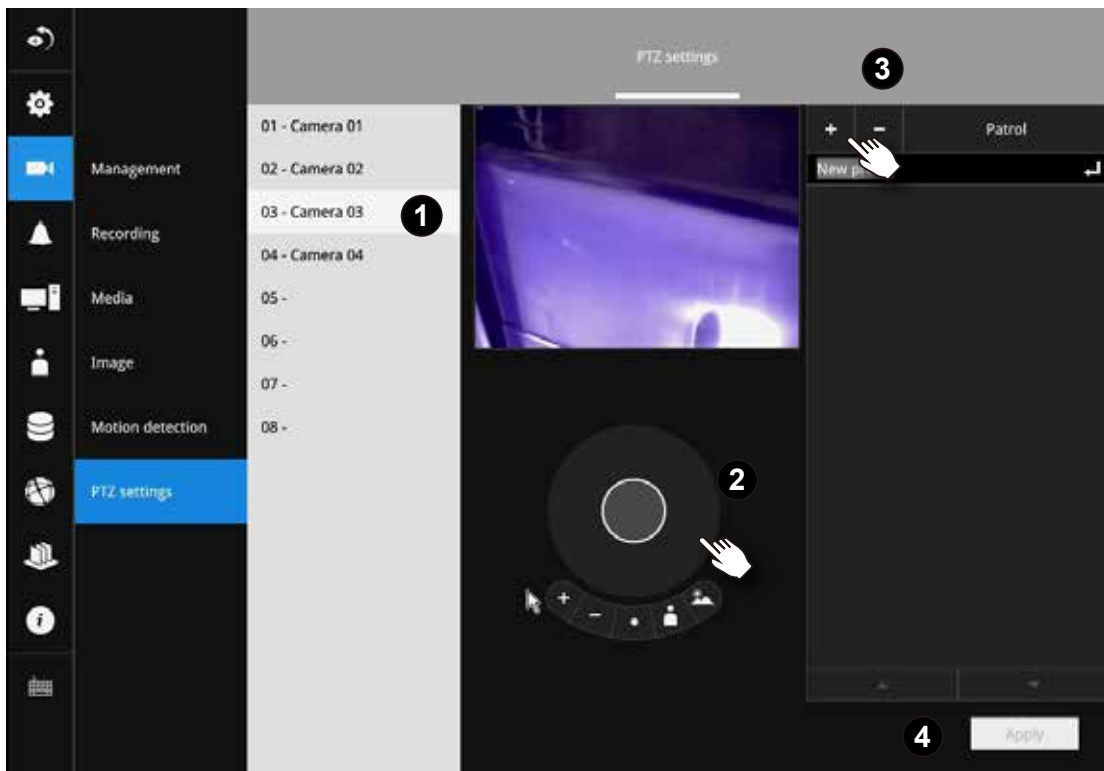 PTZ settings
3
01 - Camera 01
+ - Patrol
Management
02 - Camera 02
New p
03 - Camera 03
1
Recording
04 - Camera 04
Media
05 -
06 -
Image
07 -
Motion detection
08 -
2
PTZ settings
+ -
i
4
Apply